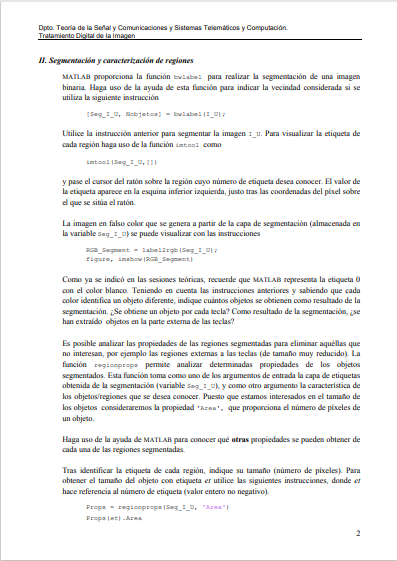 Dpto. Teoría de la Señal y Comunicaciones y Sistemas Telemáticos y Computación.
Tratamiento Digital de la Imagen
II. Segmentación y caracterización de regiones
MATLAB proporciona la función bwlabel para realizar la segmentación de una imagen
binaria. Haga uso de la ayuda de esta función para indicar la vecindad considerada si se
utiliza la siguiente instrucción
[Seg_I_U, Nobjetos] = bwlabel(I_U);
Utilice la instrucción anterior para segmentar la imagen I_U. Para visualizar la etiqueta de
cada región haga uso de la función imtool como
imtool(Seg_I_U,[])
y pase el cursor del ratón sobre la región cuyo número de etiqueta desea conocer. El valor de
la etiqueta aparece en la esquina inferior izquierda, justo tras las coordenadas del píxel sobre
el que se sitúa el ratón.
La imagen en falso color que se genera a partir de la capa de segmentación (almacenada en
la variable Seg_I_U) se puede visualizar con las instrucciones
RGB_Segment = label2rgb(Seg_I_U);
figure, imshow(RGB_Segment)
Como ya se indicó en las sesiones teóricas, recuerde que MATLAB representa la etiqueta 0
con el color blanco. Teniendo en cuenta las instrucciones anteriores y sabiendo que cada
color identifica un objeto diferente, indique cuántos objetos se obtienen como resultado de la
segmentación. ¿Se obtiene un objeto por cada tecla? Como resultado de la segmentación, ¿se
han extraído objetos en la parte externa de las teclas?
Es posible analizar las propiedades de las regiones segmentadas para eliminar aquéllas que
no interesan, por ejemplo las regiones externas a las teclas (de tamaño muy reducido). La
función regionprops permite analizar determinadas propiedades de los objetos
segmentados. Esta función toma como uno de los argumentos de entrada la capa de etiquetas
obtenida de la segmentación (variable Seg_I_U), y como otro argumento la característica de
los objetos/regiones que se desea conocer. Puesto que estamos interesados en el tamaño de
los objetos consideraremos la propiedad 'Area', que proporciona el número de píxeles de
un objeto.
Haga uso de la ayuda de MATLAB para conocer qué otras propiedades se pueden obtener de
cada una de las regiones segmentadas.
Tras identificar la etiqueta de cada región, indique su tamaño (número de píxeles). Para
obtener el tamaño del objeto con etiqueta et utilice las siguientes instrucciones, donde et
hace referencia al número de etiqueta (valor entero no negativo).
Props = regionprops(Seg_I_U, 'Area')
Props(et).Area
2